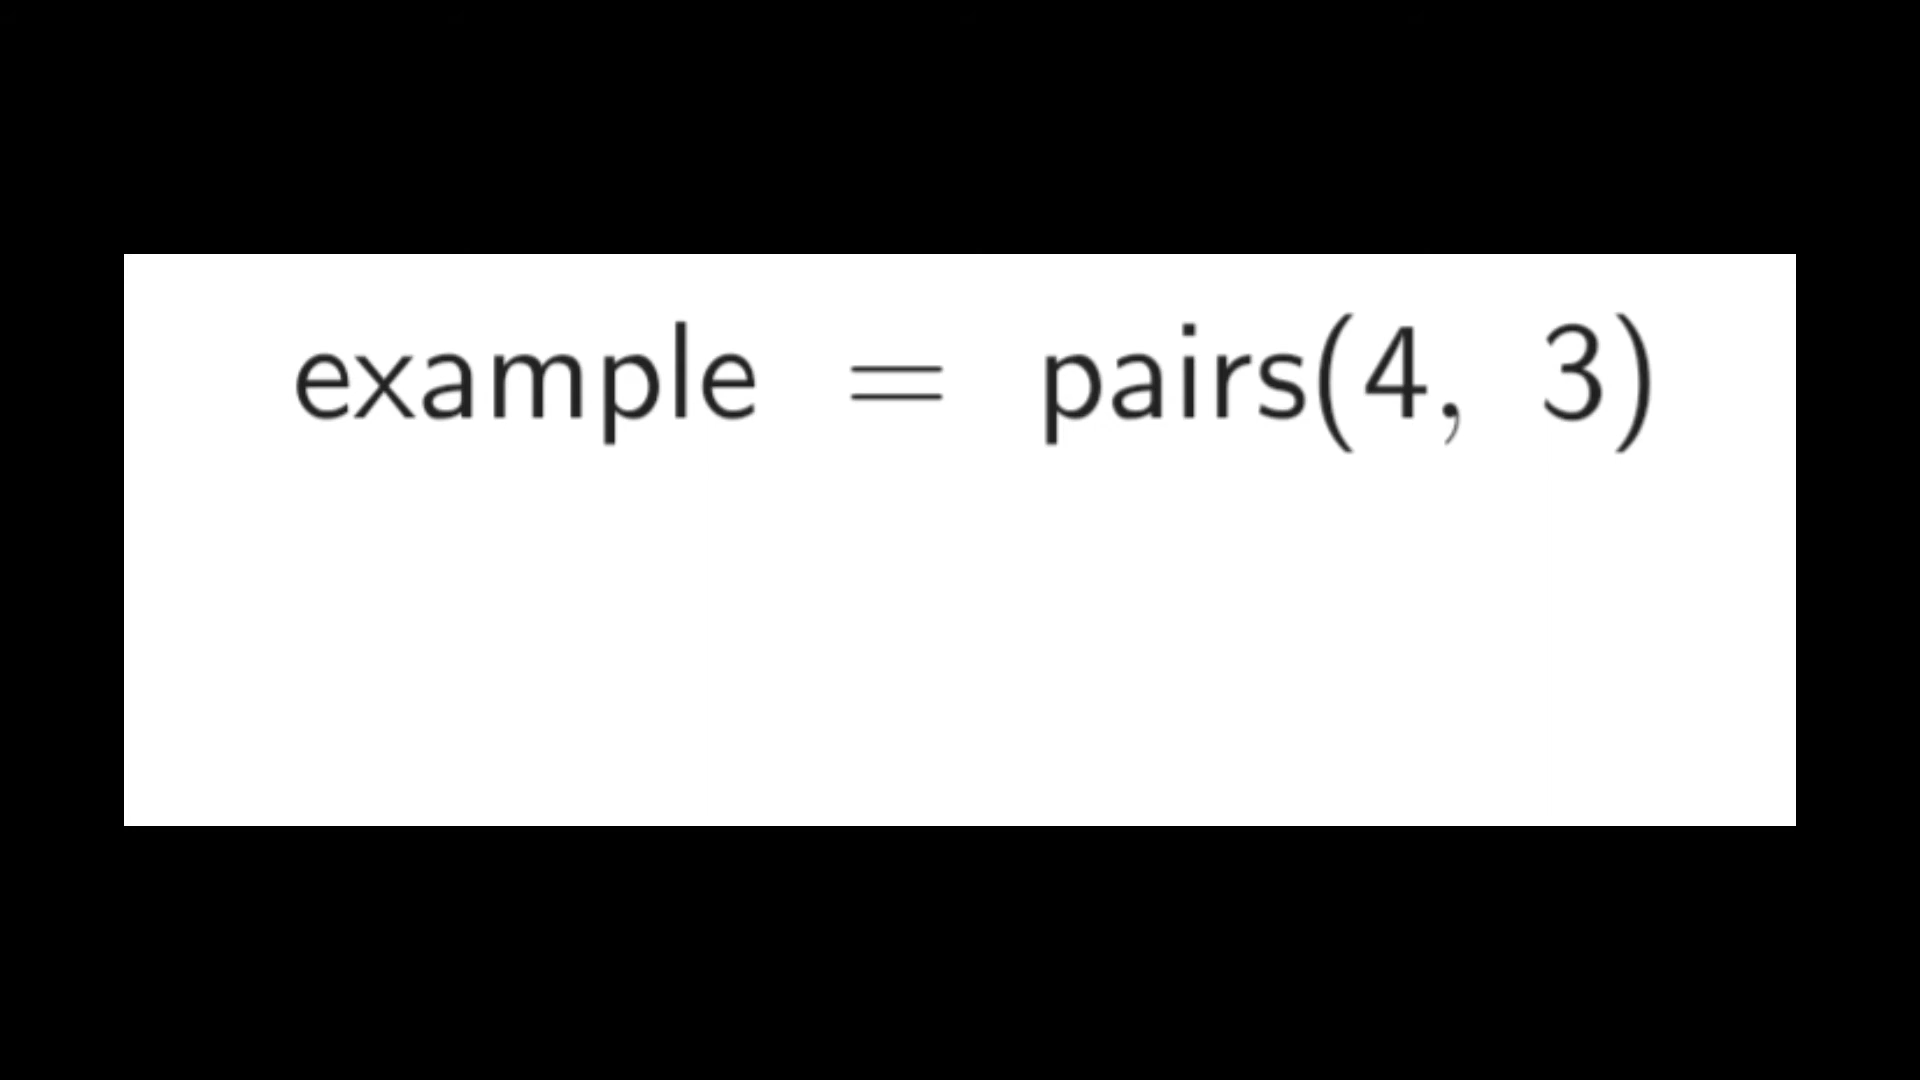 example = pairs(4, 3)